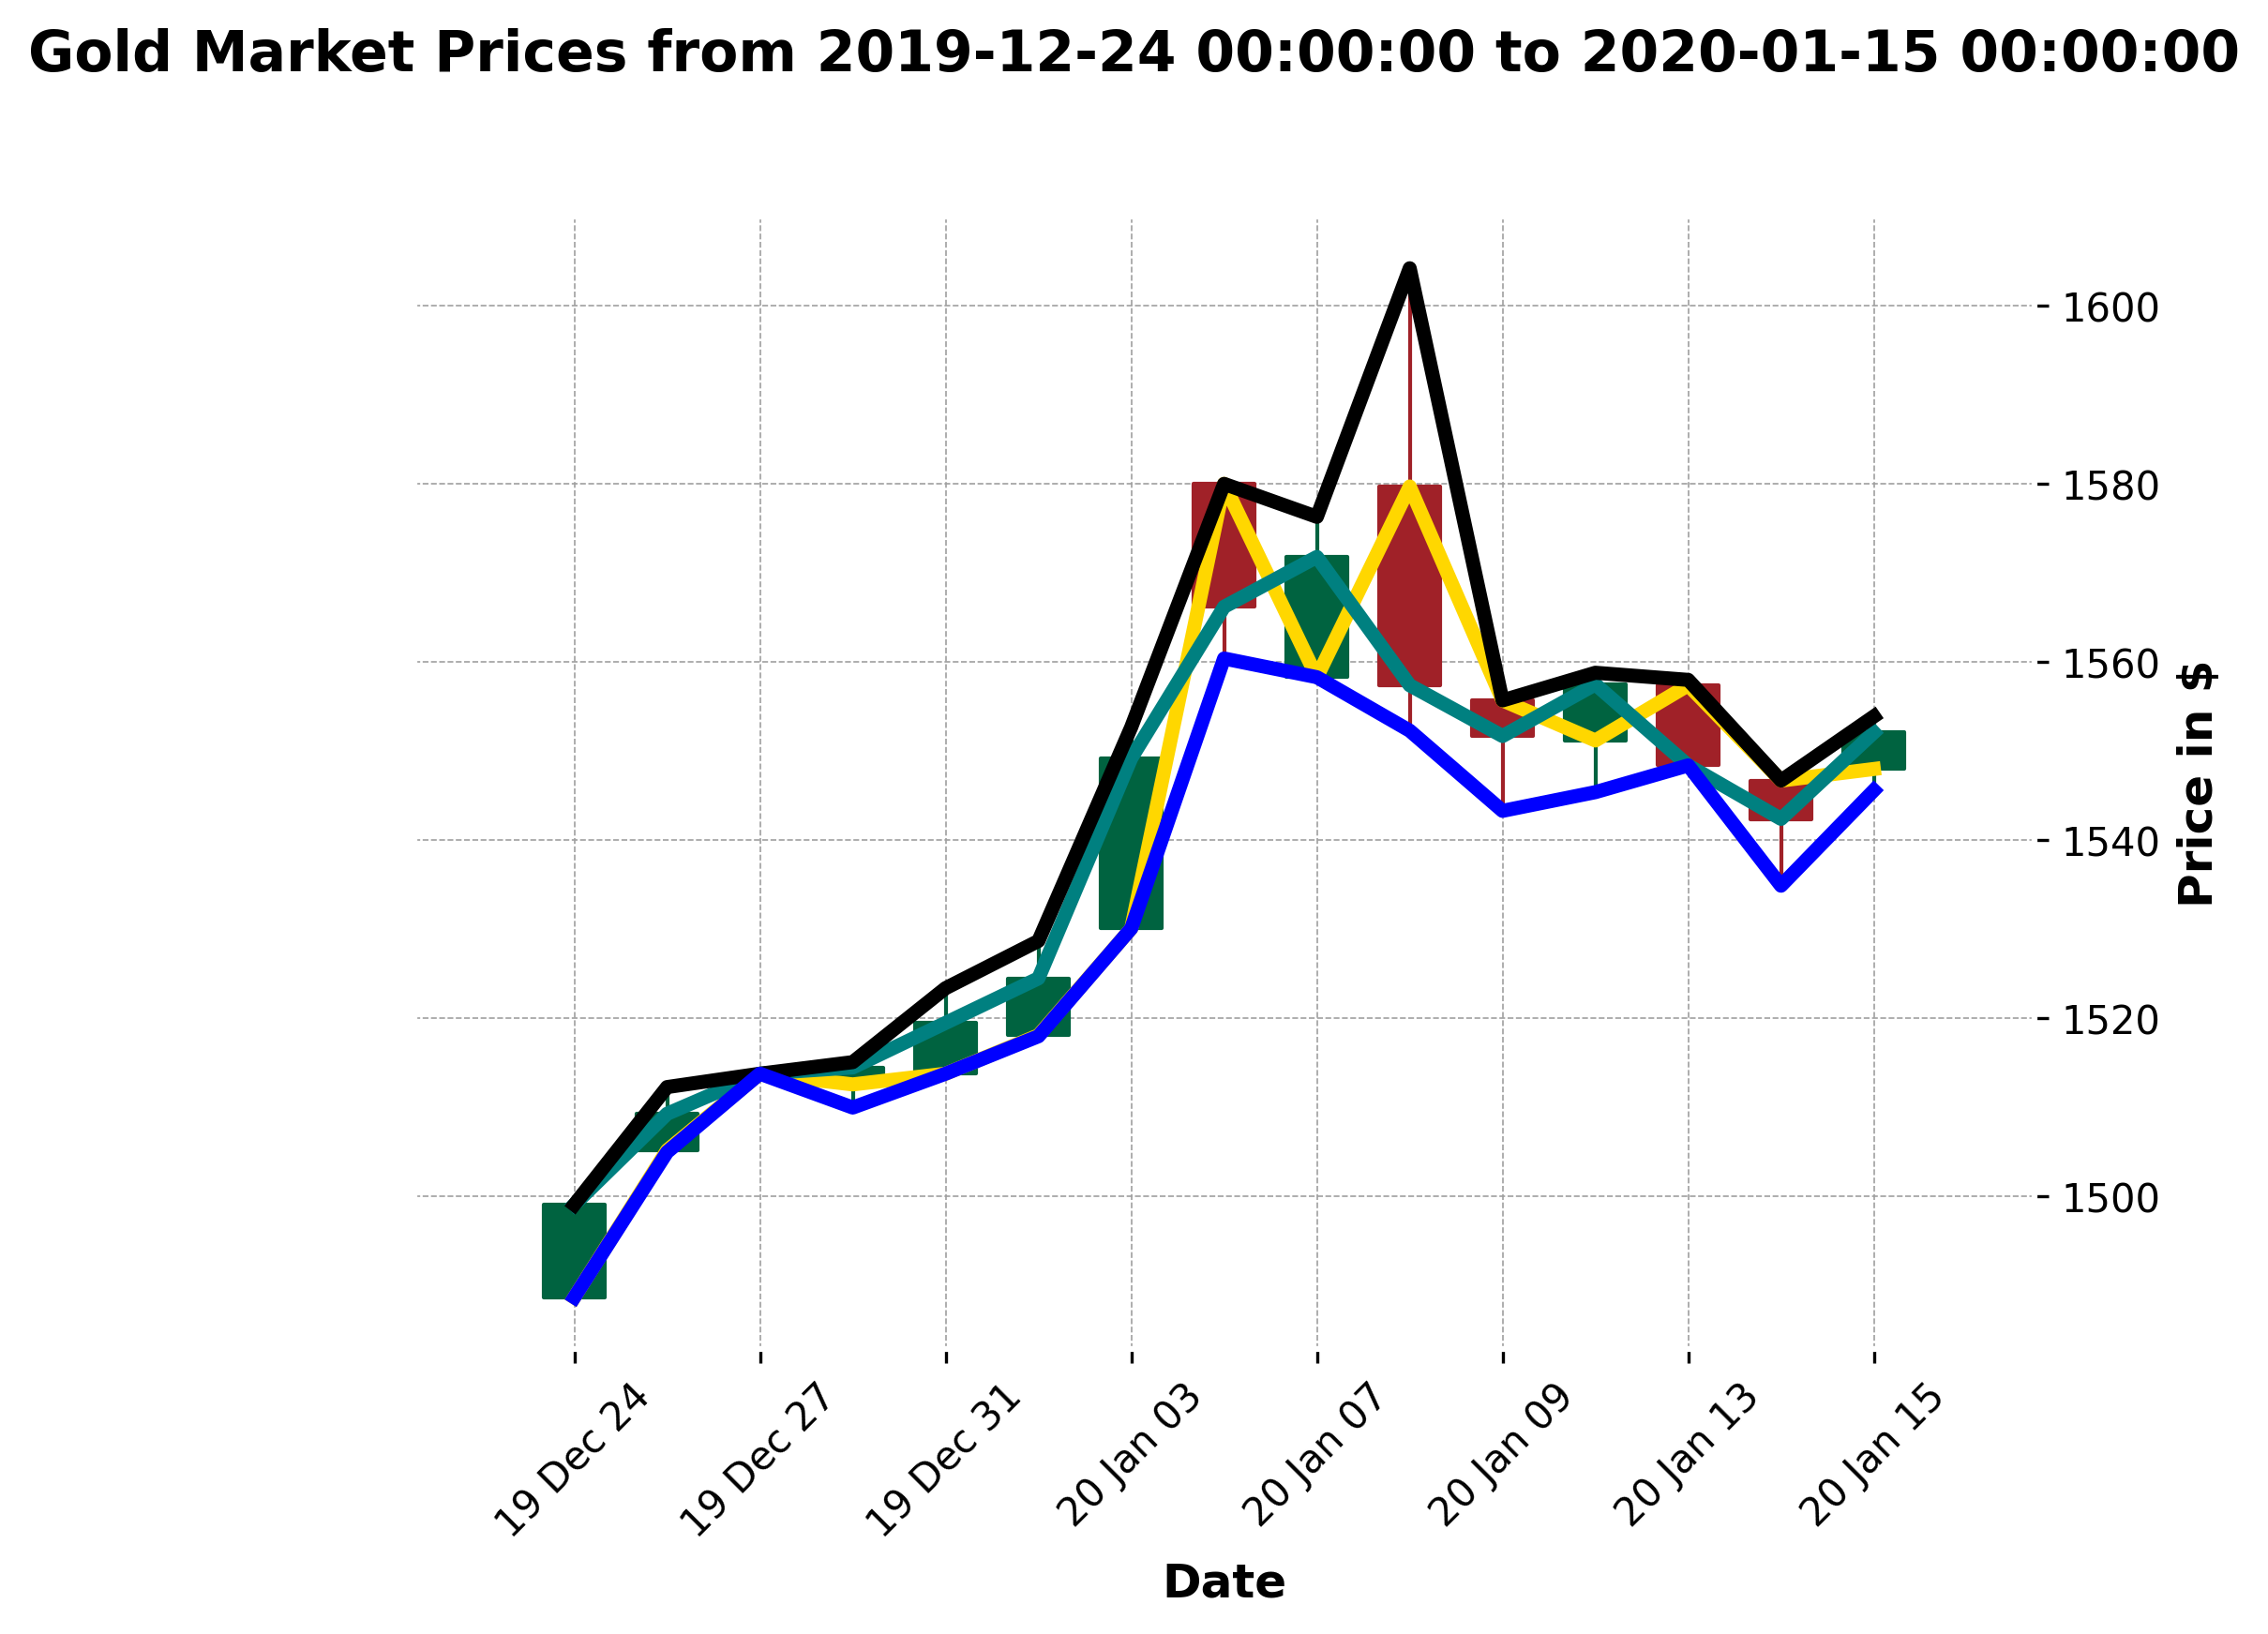 Gold Market Prices from 2019-12-24 00:00:00 to 2020-01-15 00:00:00
1600
1580
1560
1540
1520
1500
Price in $
19 Dec 24
19 Dec 27
19 Dec 31
20 Jan 03
20 Jan 07
20 Jan 09
20 Jan 13
20 Jan 15
Date